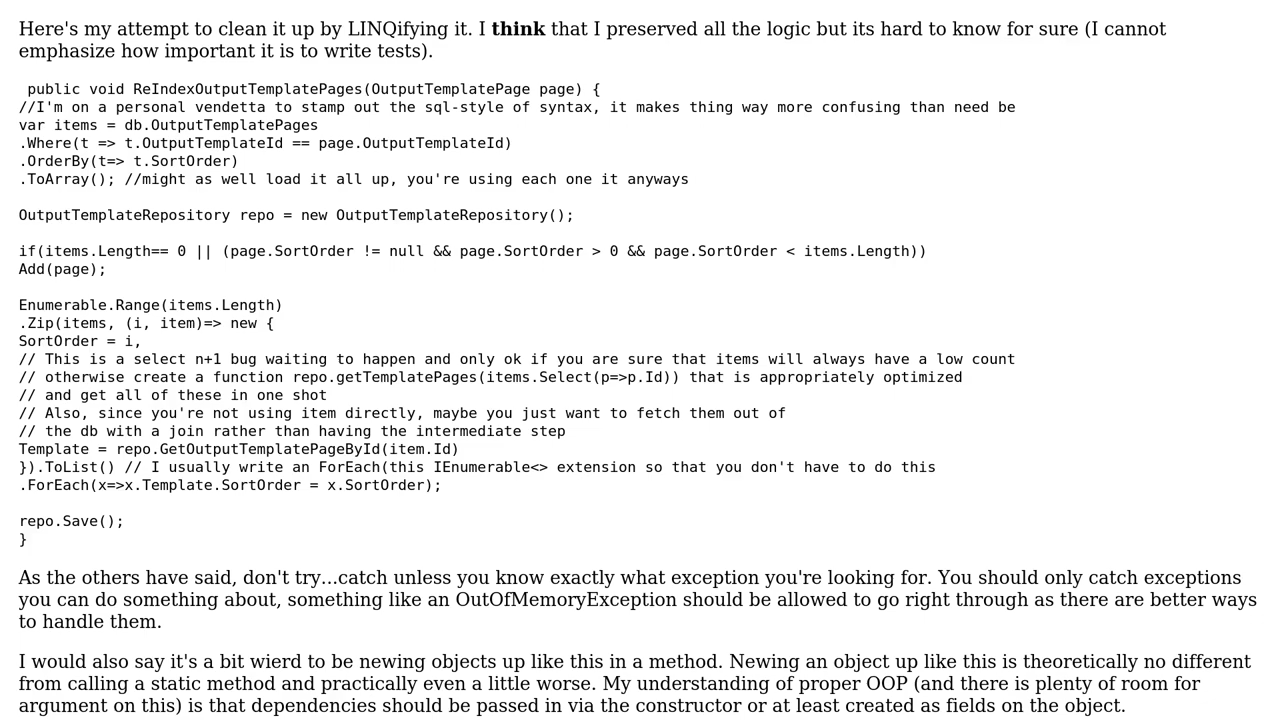 Here's my attempt to clean it up by LINQifying it. I think that I preserved all the logic but its hard to know for sure (I cannot
emphasize how important it is to write tests).
public void ReIndexOutputTemplatePages(OutputTemplatePage page) {
//I'm on a personal vendetta to stamp out the sql-style of syntax, it makes thing way more confusing than need be
var items = db.OutputTemplatePages
.Where(t => t.OutputTemplateId == page.OutputTemplateId)
.OrderBy(t=> t.SortOrder)
.ToArray(); //might as well load it all up, you're using each one it anyways
OutputTemplateRepository repo = new OutputTemplateRepository();
if(items.Length== 0 || (page.SortOrder != null && page.SortOrder > 0 && page.SortOrder < items.Length))
Add(page);
Enumerable.Range(items.Length)
.Zip(items, (i, item)=> new {
SortOrder = i,
// This is a select n+1 bug waiting to happen and only ok if you are sure that items will always have a low count
// otherwise create a function repo.getTemplatePages(items.Select(p=>p.Id)) that is appropriately optimized
// and get all of these in one shot
// Also, since you're not using item directly, maybe you just want to fetch them out of
// the db with a join rather than having the intermediate step
Template = repo.GetOutputTemplatePageById(item.Id)
}).ToList() // I usually write an ForEach(this IEnumerable<> extension so that you don't have to do this
.ForEach(x=>x.Template.SortOrder = x.SortOrder);
repo.Save();
}
As the others have said, don't try...catch unless you know exactly what exception you're looking for. You should only catch exceptions
you can do something about, something like an OutOfMemoryException should be allowed to go right through as there are better ways
to handle them.
I would also say it's a bit wierd to be newing objects up like this in a method. Newing an object up like this is theoretically no different
from calling a static method and practically even a little worse. My understanding of proper OOP (and there is plenty of room for
argument on this) is that dependencies should be passed in via the constructor or at least created as fields on the object.